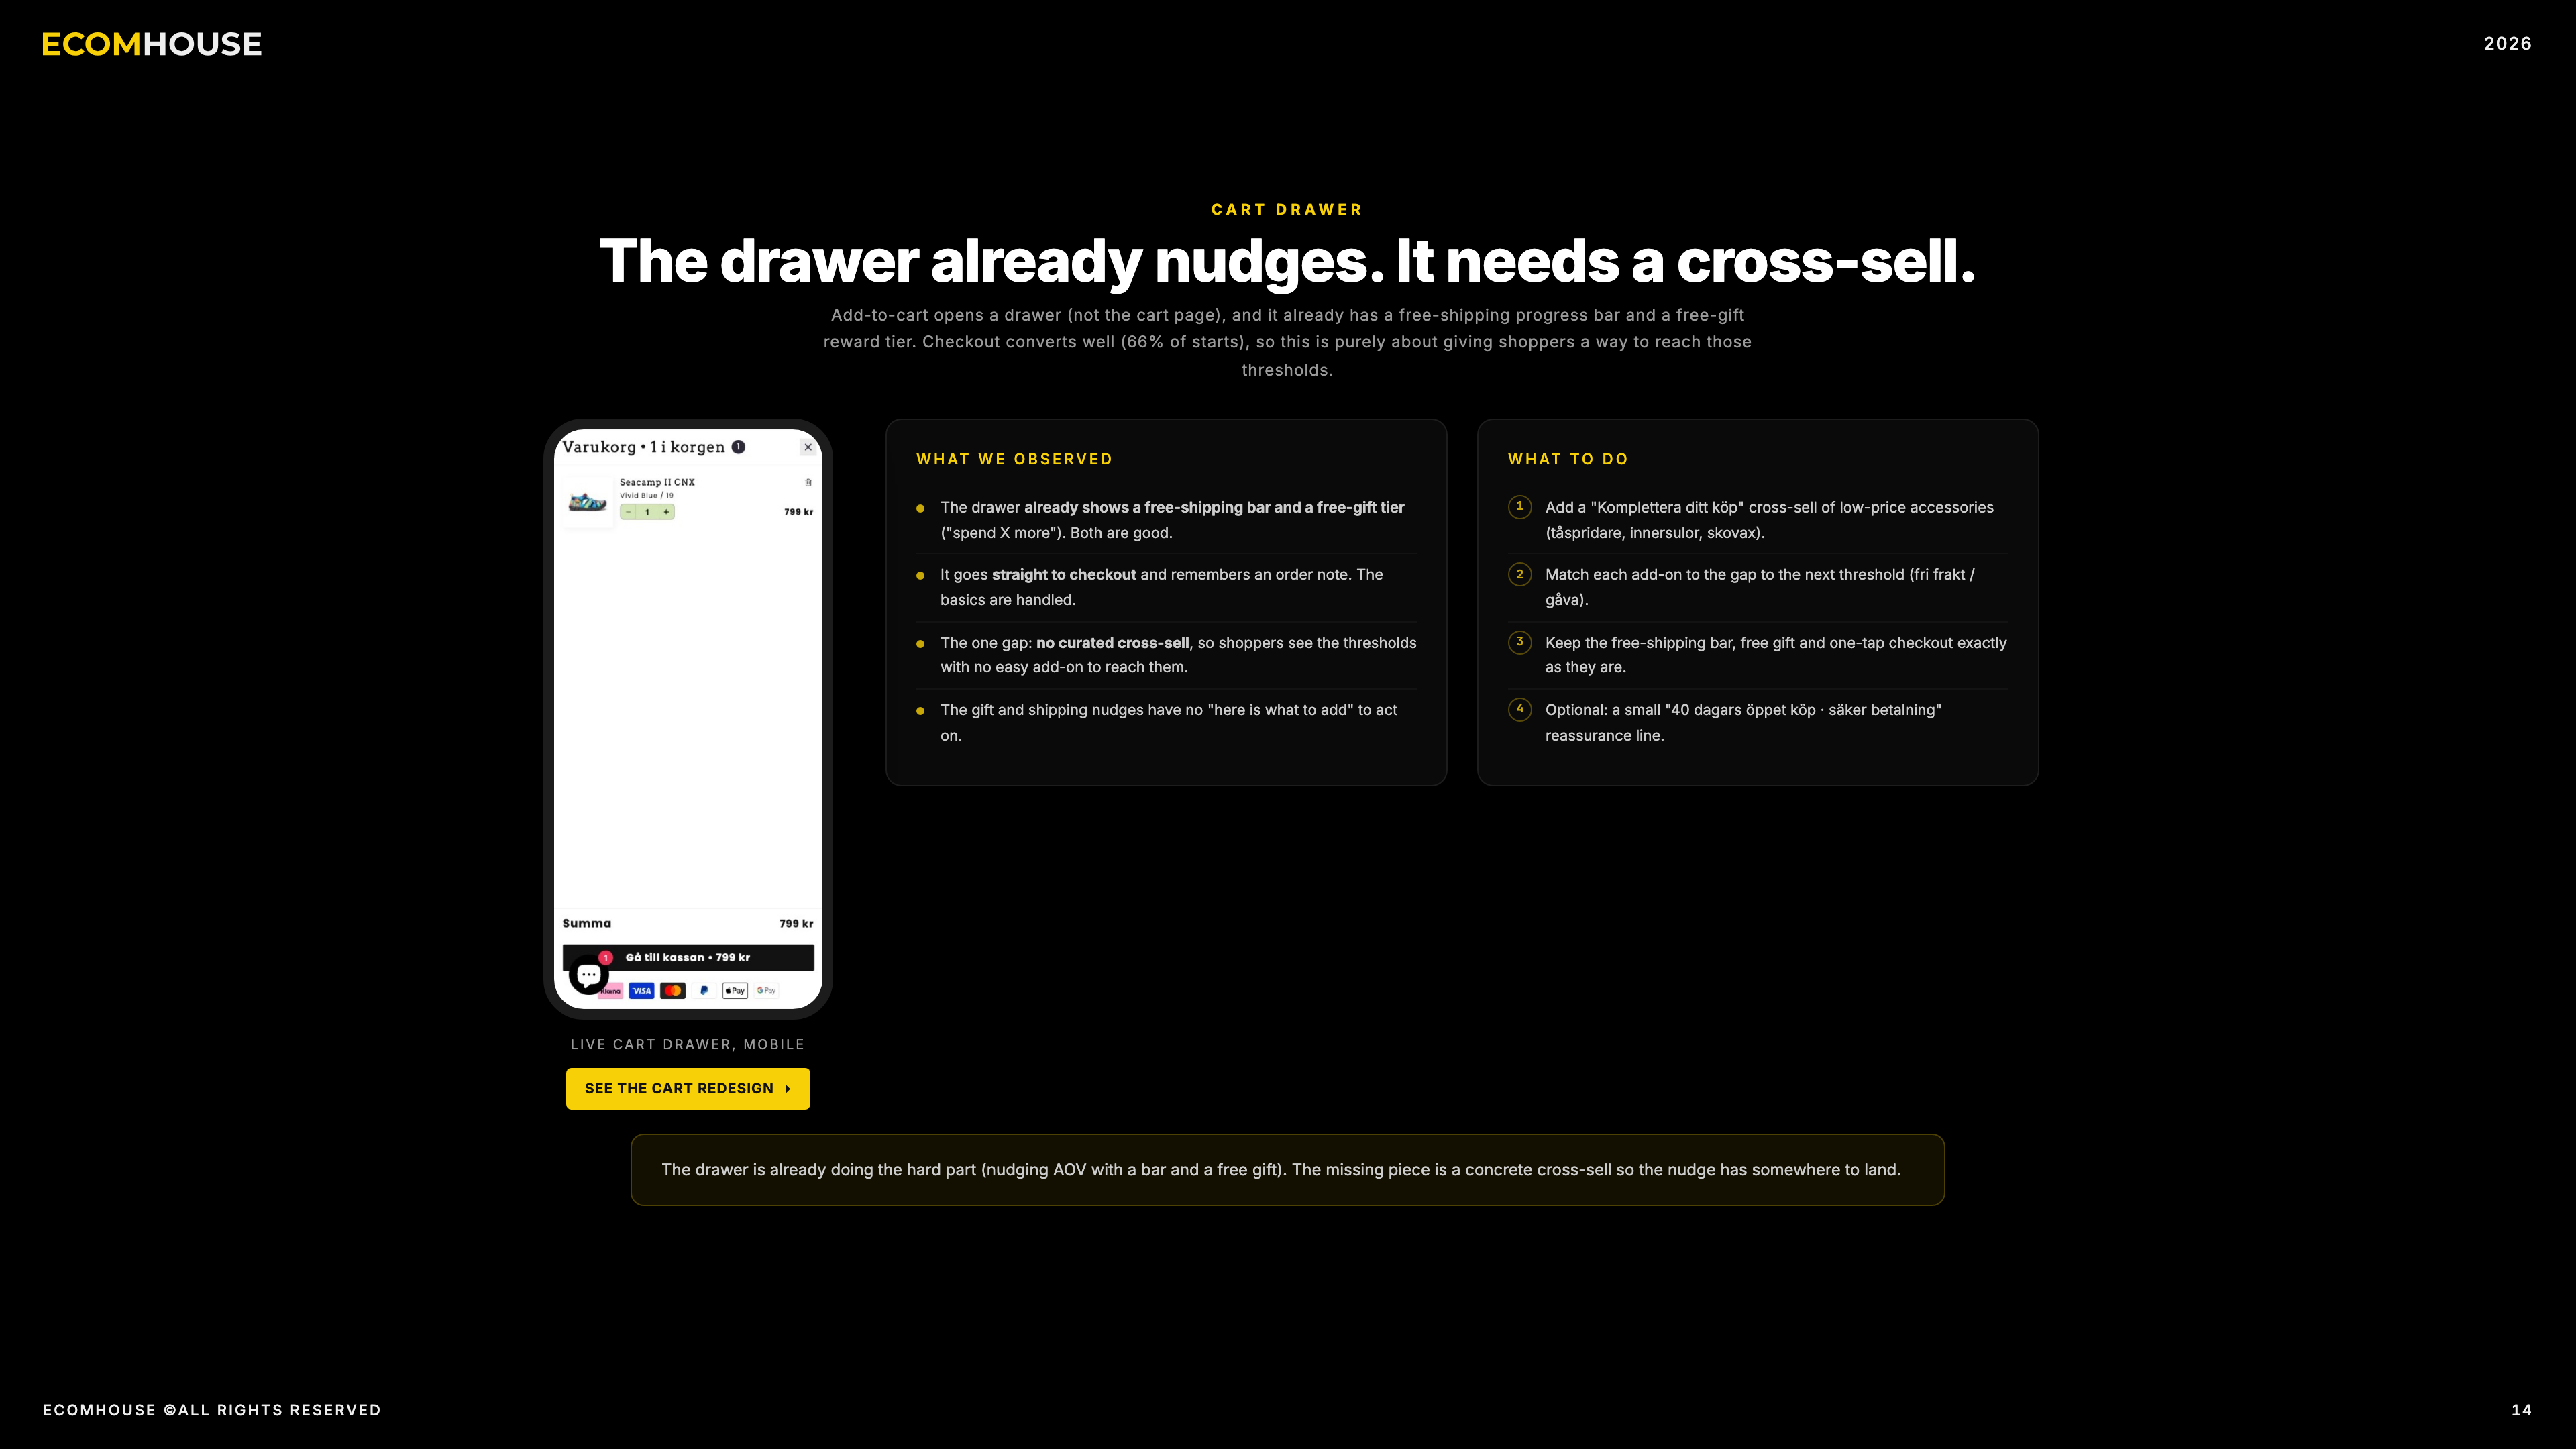 ECOMHOUSE
2026
CART DRAWER
The drawer already nudges. It needs a cross-sell.
Add-to-cart opens a drawer (not the cart page), and it already has a free-shipping progress bar and a free-gift
reward tier. Checkout converts well (66% of starts), so this is purely about giving shoppers a way to reach those
thresholds.
Varukorg • 1 i korgen 1
Seacamp II CNX
Vivid Blue / 19
− 1 +
799 kr
Summa 799 kr
1
Gå till kassan • 799 kr
Klarna VISA Pay G Pay
LIVE CART DRAWER, MOBILE
SEE THE CART REDESIGN
WHAT WE OBSERVED
The drawer already shows a free-shipping bar and a free-gift tier
("spend X more"). Both are good.
It goes straight to checkout and remembers an order note. The
basics are handled.
The one gap: no curated cross-sell, so shoppers see the thresholds
with no easy add-on to reach them.
The gift and shipping nudges have no "here is what to add" to act
on.
WHAT TO DO
1 Add a "Komplettera ditt köp" cross-sell of low-price accessories
(tåspridare, innersulor, skovax).
2 Match each add-on to the gap to the next threshold (fri frakt /
gåva).
3 Keep the free-shipping bar, free gift and one-tap checkout exactly
as they are.
4 Optional: a small "40 dagars öppet köp · säker betalning"
reassurance line.
The drawer is already doing the hard part (nudging AOV with a bar and a free gift). The missing piece is a concrete cross-sell so the nudge has somewhere to land.
ECOMHOUSE ©ALL RIGHTS RESERVED
14